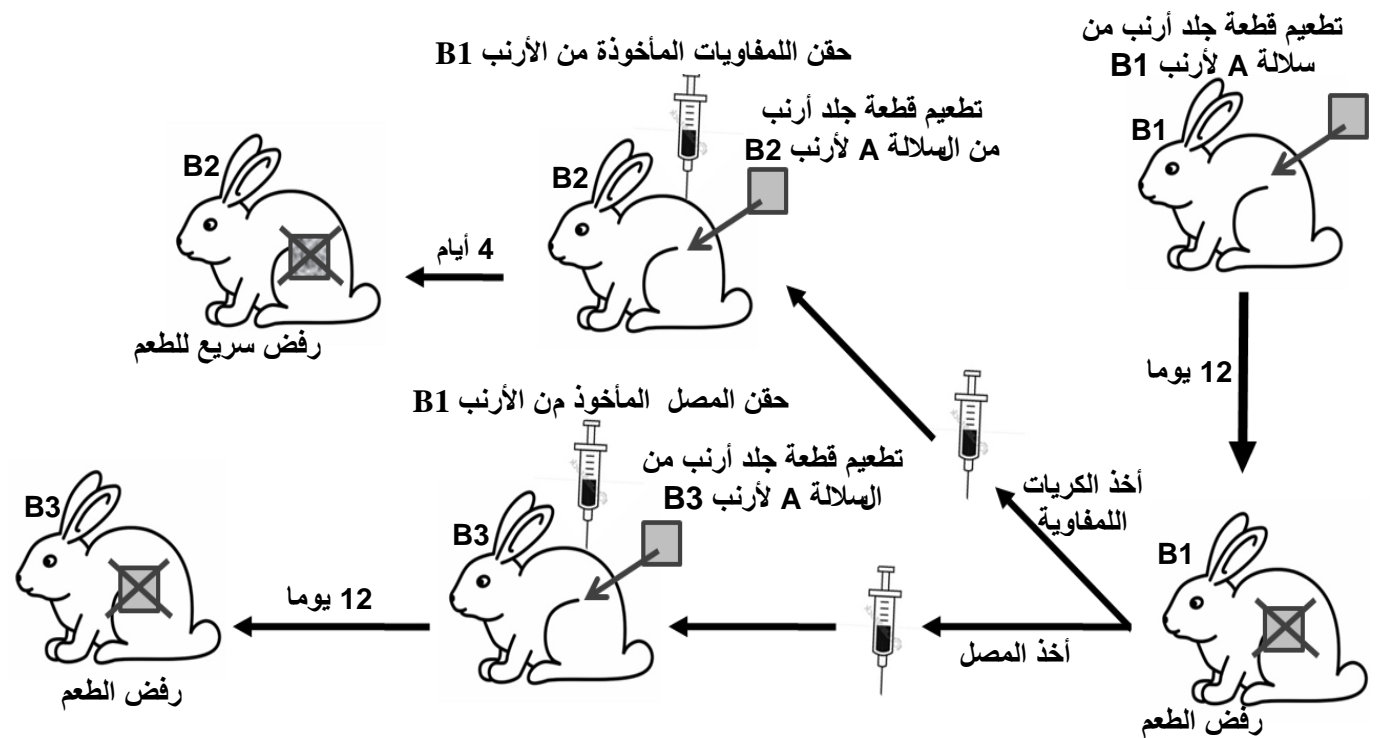 تطعيم قطعة جلد أرنب من
سلالة A لأرنب B1
B1
12 يوما
B1
رفض الطعم
أخذ الكريات
اللمفاوية
أخذ المصل
حقن اللمفاويات المأخوذة من الأرنب B1
تطعيم قطعة جلد أرنب
من السلالة A لأرنب B2
B2
4 أيام
B2
رفض سريع للطعم
حقن المصل المأخوذ من الأرنب B1
تطعيم قطعة جلد أرنب من
السلالة A لأرنب B3
B3
12 يوما
B3
رفض الطعم